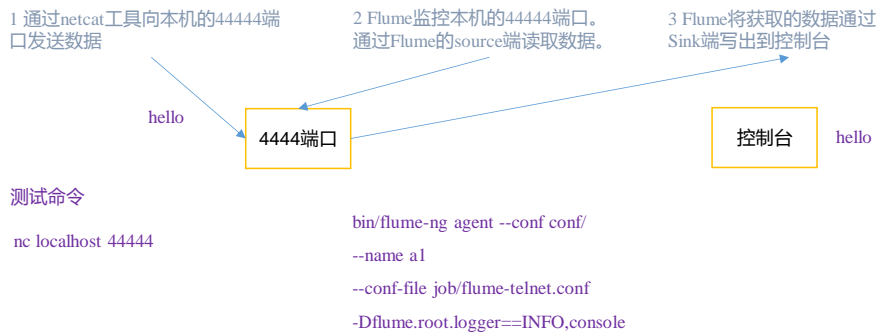 1 通过netcat工具向本机的44444端
口发送数据
2 Flume监控本机的44444端口。
通过Flume的source端读取数据。
3 Flume将获取的数据通过
Sink端写出到控制台
hello
4444端口
控制台
hello
测试命令
nc localhost 44444
bin/flume-ng agent --conf conf/
--name a1
--conf-file job/flume-telnet.conf
-Dflume.root.logger==INFO,console